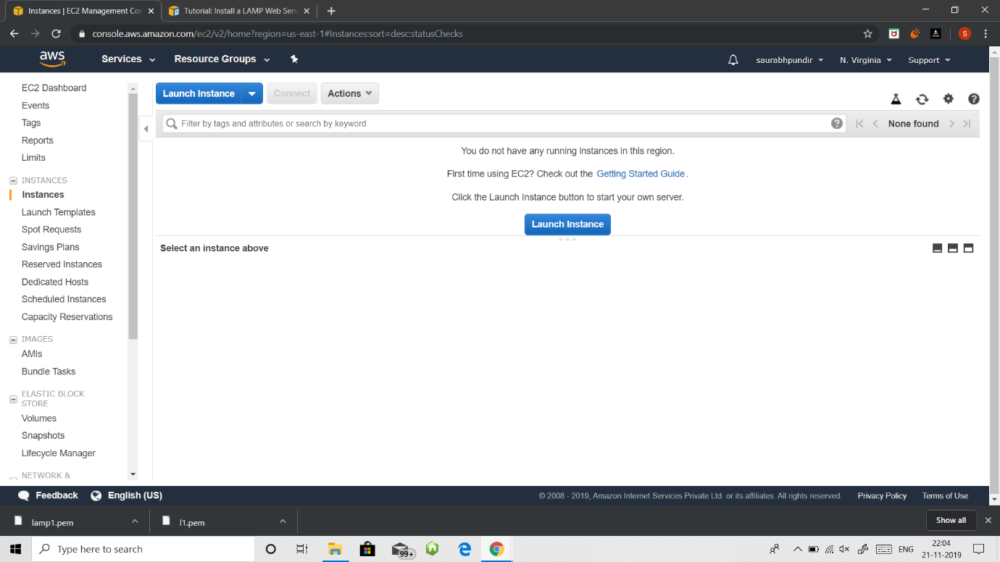 Instances | EC2 Management Con
Tutorial: Install a LAMP Web Serv
console.aws.amazon.com/ec2/v2/home?region=us-east-1#Instances:sort=desc:statusChecks
S
aws
Services
Resource Groups
saurabhpundir
N. Virginia
Support
EC2 Dashboard
Events
Tags
Reports
Limits
INSTANCES
Instances
Launch Templates
Spot Requests
Savings Plans
Reserved Instances
Dedicated Hosts
Scheduled Instances
Capacity Reservations
IMAGES
AMIs
Bundle Tasks
ELASTIC BLOCK
STORE
Volumes
Snapshots
Lifecycle Manager
NETWORK &
Launch Instance
Connect
Actions
Filter by tags and attributes or search by keyword
None found
You do not have any running instances in this region.
First time using EC2? Check out the Getting Started Guide.
Click the Launch Instance button to start your own server.
Launch Instance
Select an instance above
Feedback
English (US)
© 2008 - 2019, Amazon Internet Services Private Ltd. or its affiliates. All rights reserved.
Privacy Policy
Terms of Use
lamp1.pem
l1.pem
Show all
Type here to search
99+
ENG
22:04
21-11-2019